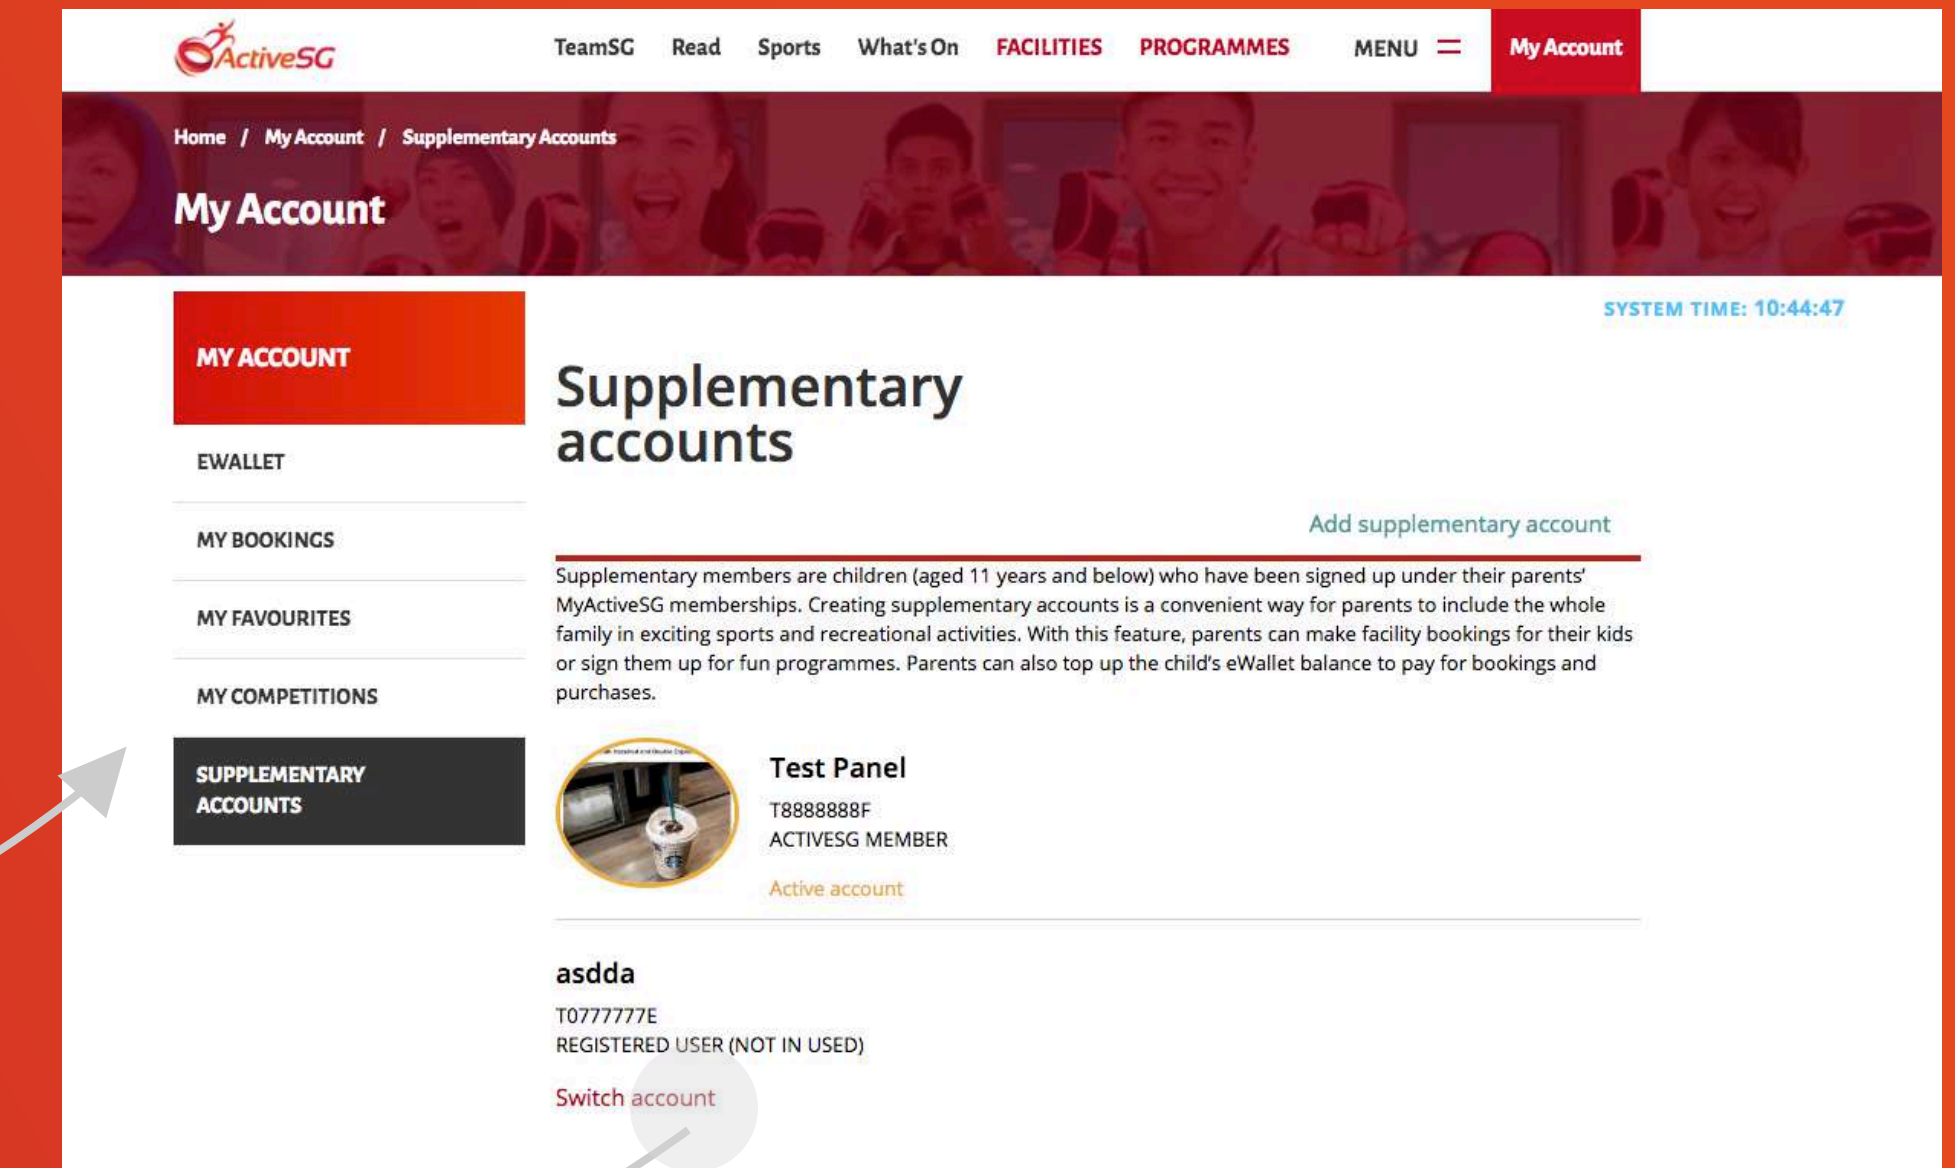 ActiveSG
TeamSG Read Sports What's On FACILITIES PROGRAMMES MENU My Account
Home / My Account / Supplementary Accounts
My Account
SYSTEM TIME: 10:44:47
MY ACCOUNT
EWALLET
MY BOOKINGS
MY FAVOURITES
MY COMPETITIONS
SUPPLEMENTARY
ACCOUNTS
Supplementary
accounts
Add supplementary account
Supplementary members are children (aged 11 years and below) who have been signed up under their parents'
MyActiveSG memberships. Creating supplementary accounts is a convenient way for parents to include the whole
family in exciting sports and recreational activities. With this feature, parents can make facility bookings for their kids
or sign them up for fun programmes. Parents can also top up the child's eWallet balance to pay for bookings and
purchases.
Test Panel
T8888888F
ACTIVESG MEMBER
Active account
asdda
T0777777E
REGISTERED USER (NOT IN USED)
Switch account